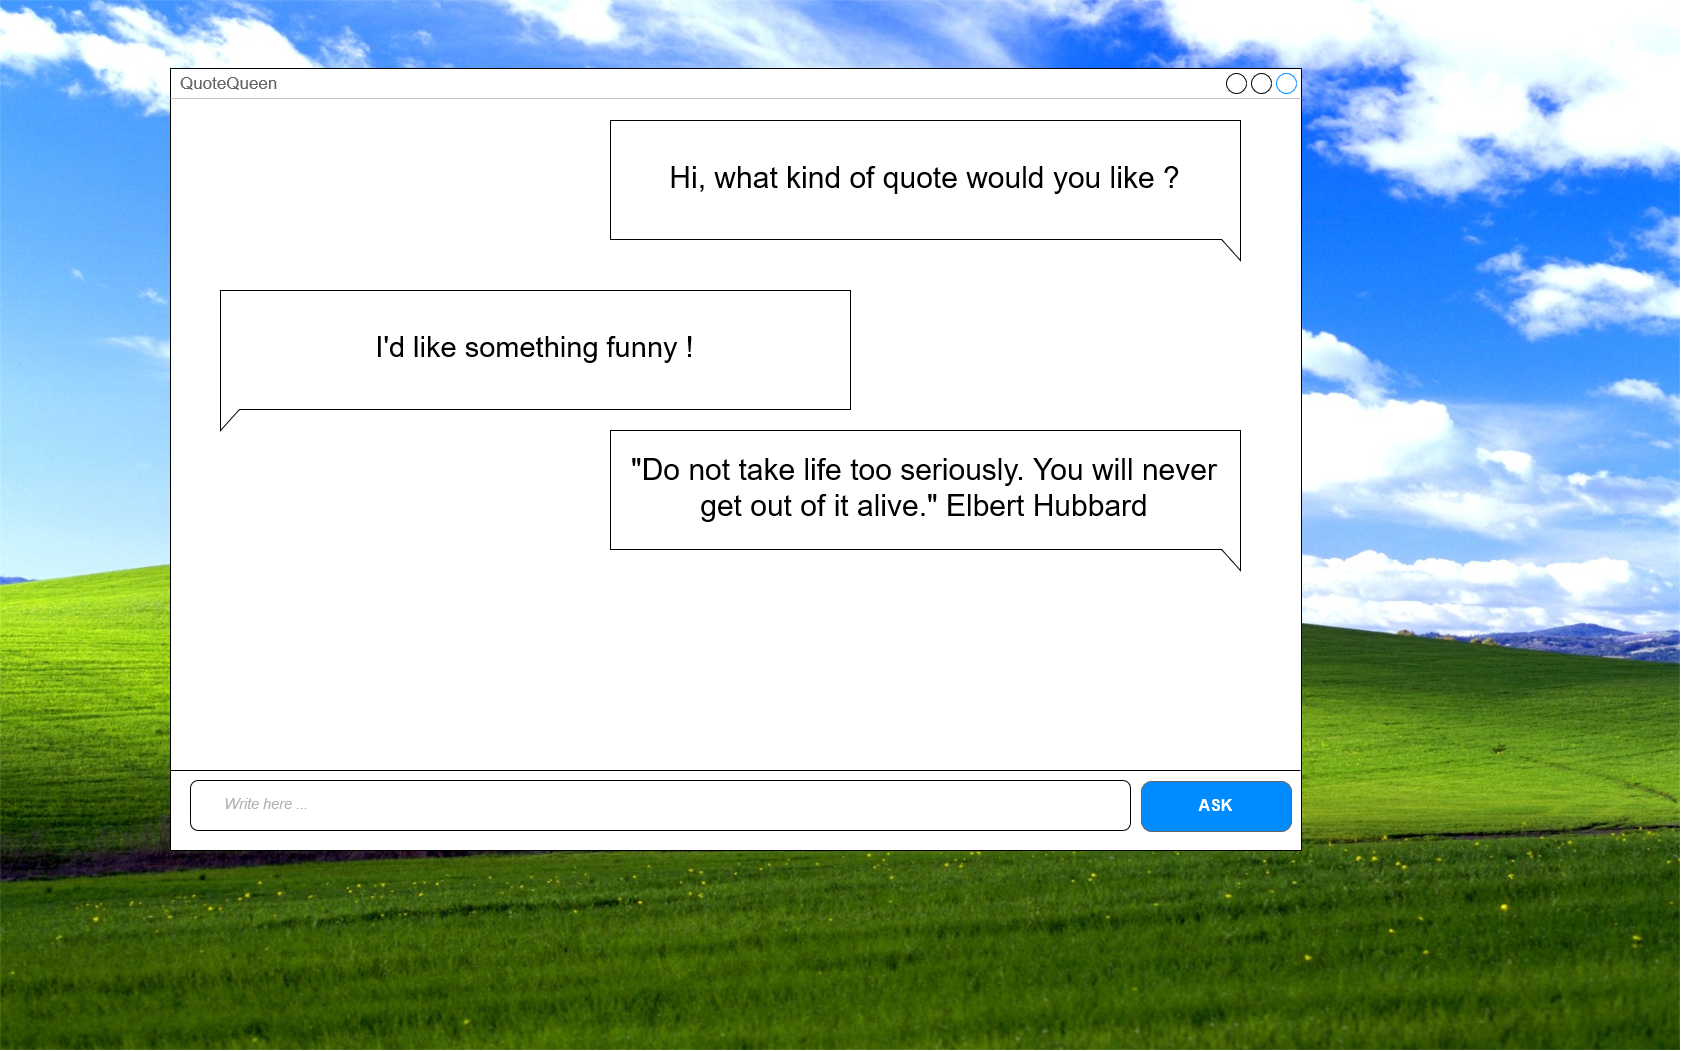 QuoteQueen
Hi, what kind of quote would you like ?
I'd like something funny !
"Do not take life too seriously. You will never
get out of it alive." Elbert Hubbard
Write here ...
ASK